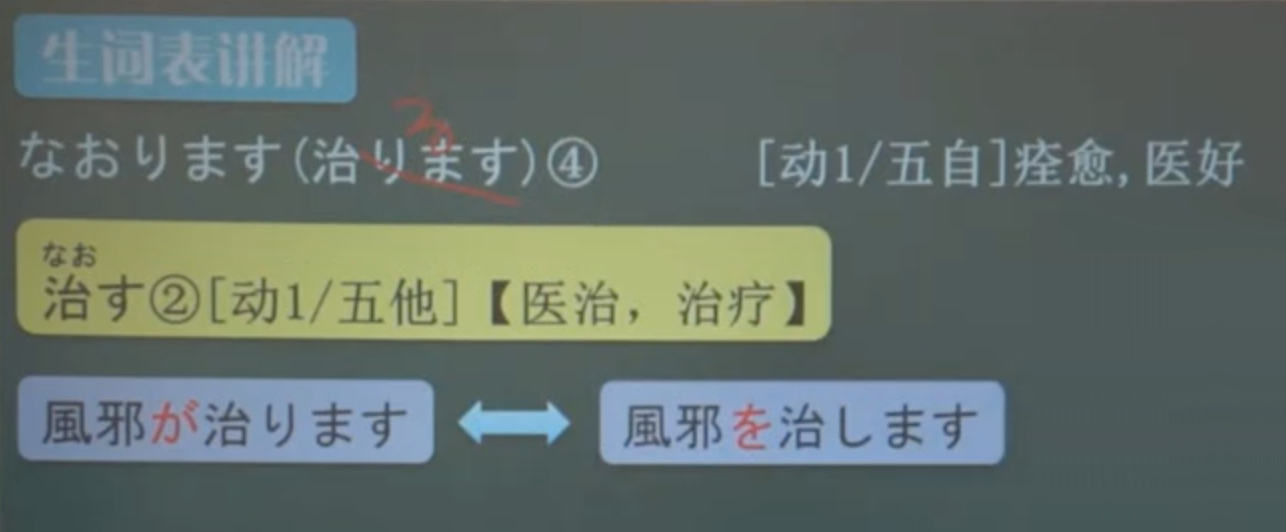 生词表讲解
なおります(治ります)④ [动1/五自]痊愈,医好
る
なお
治す②[动1/五他]【医治，治疗】
風邪が治ります 風邪を治します